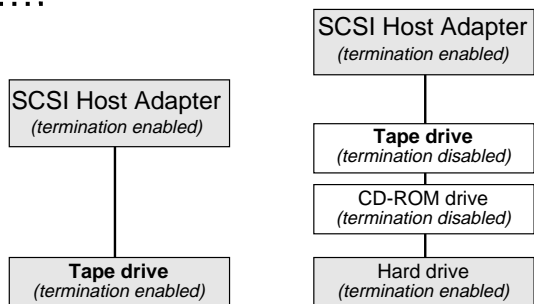 SCSI Host Adapter
(termination enabled)
Tape drive
(termination enabled)
SCSI Host Adapter
(termination enabled)
Tape drive
(termination disabled)
CD-ROM drive
(termination disabled)
Hard drive
(termination enabled)